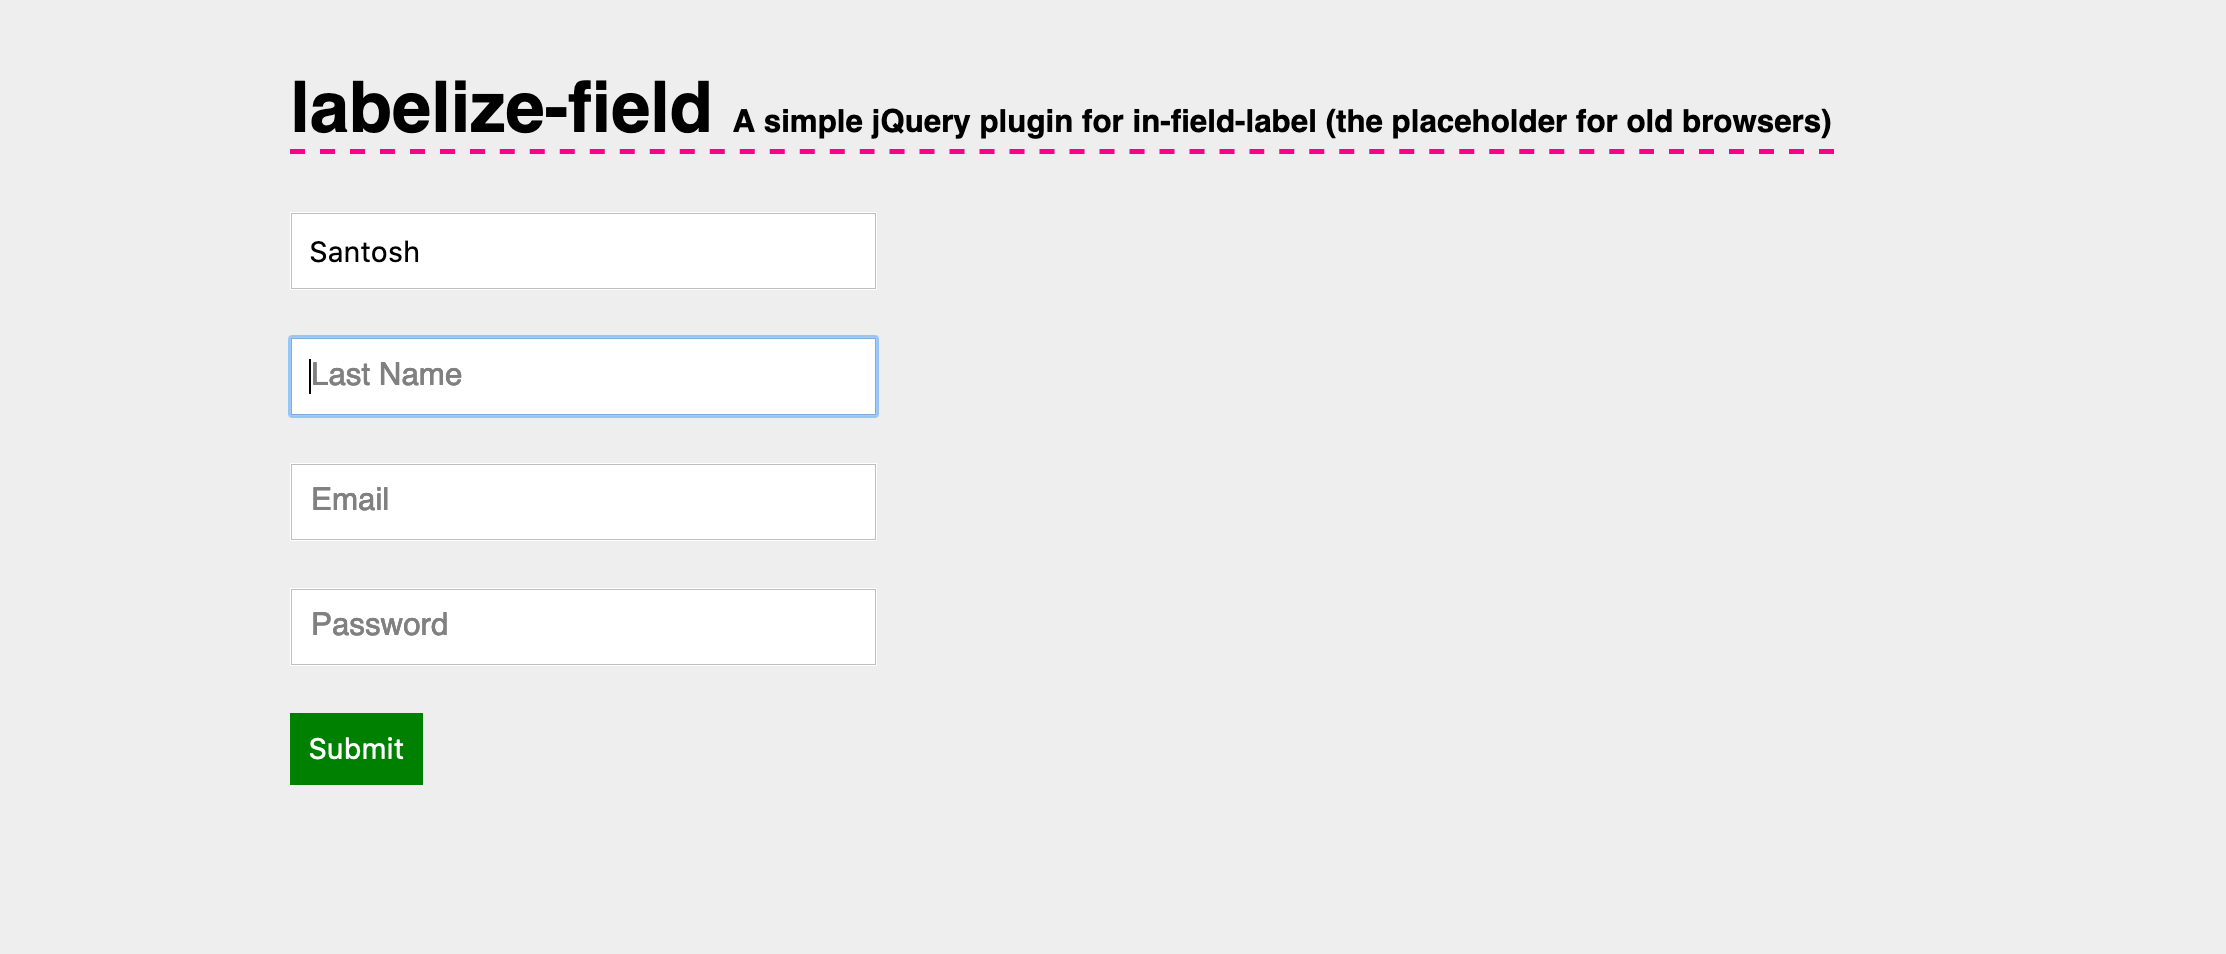 labelize-field A simple jQuery plugin for in-field-label (the placeholder for old browsers)
Santosh
Last Name
Email
Password
Submit